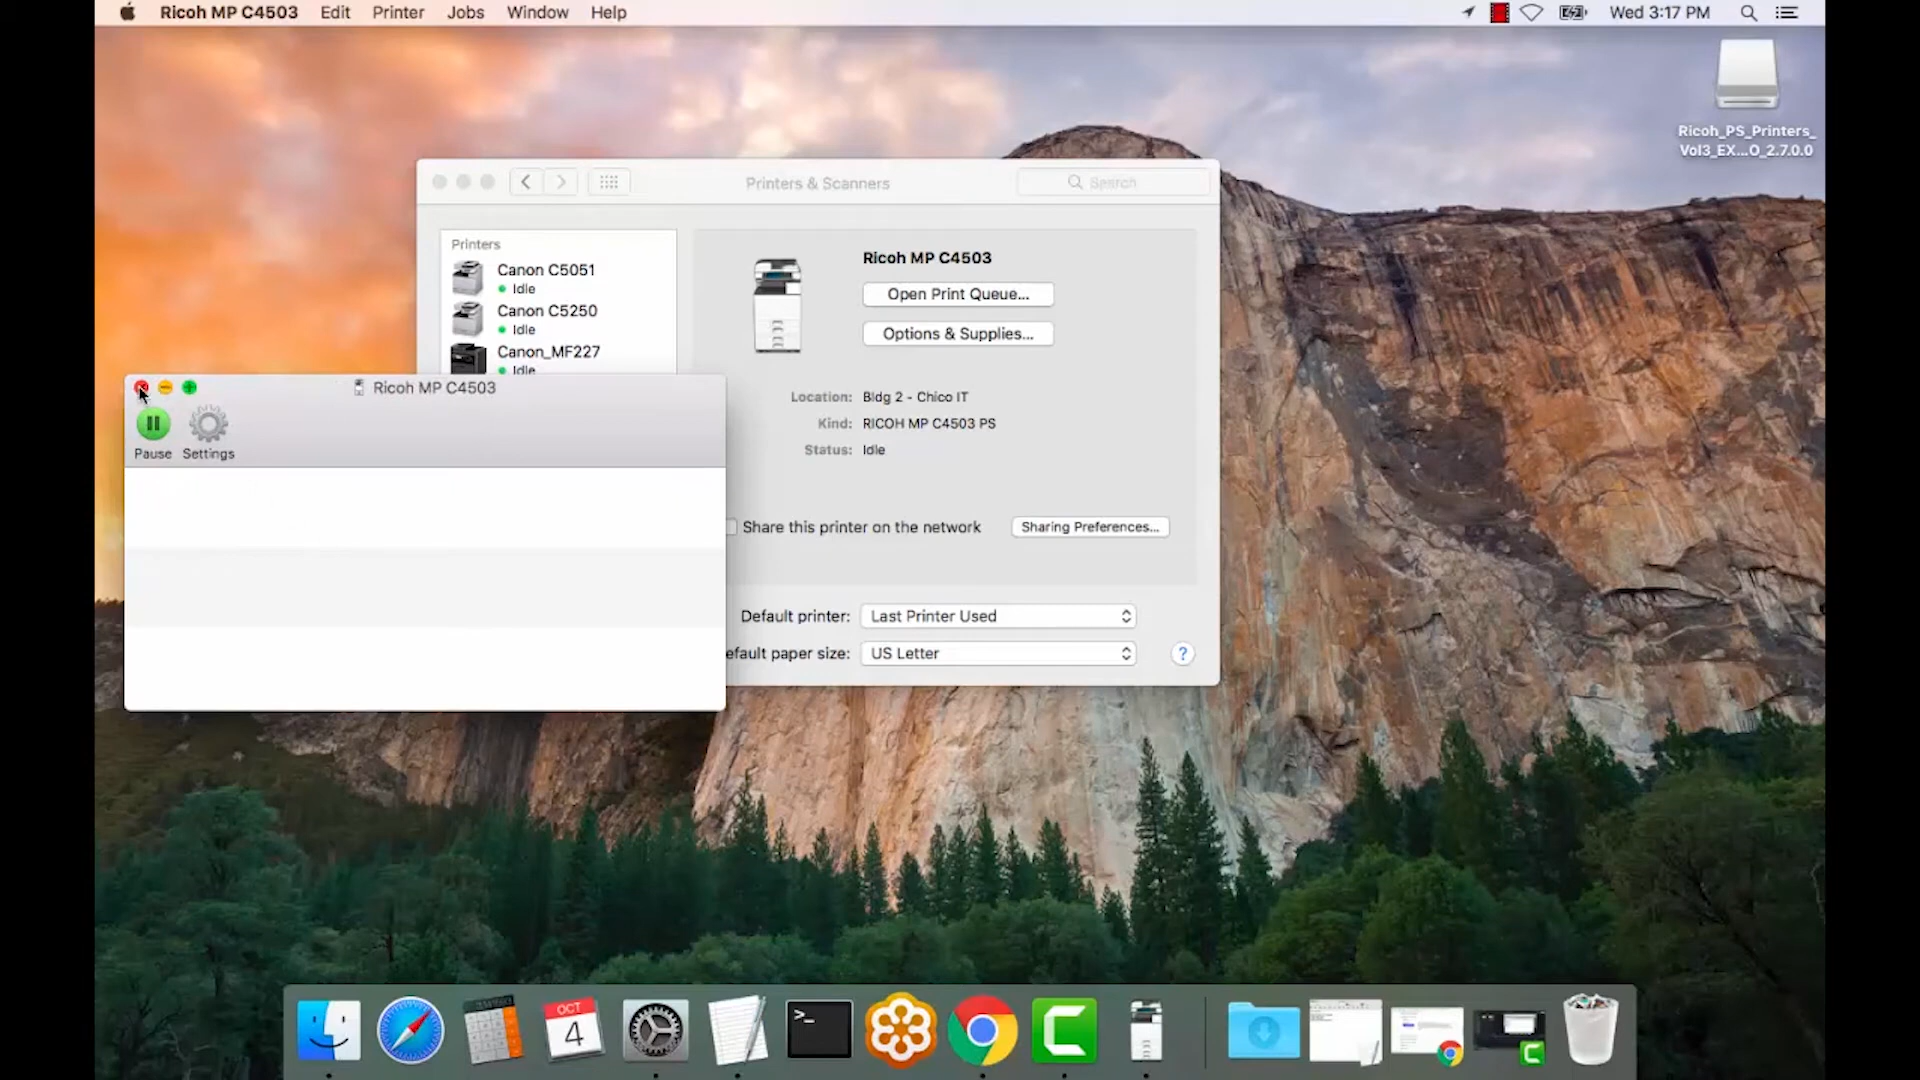 Ricoh MP C4503 Edit Printer Jobs Window Help
Wed 3:17 PM
Ricoh_PS_Printers_
Vol3_EX...O_2.7.0.0
Printers & Scanners
Search
Printers
Canon C5051
Idle
Canon C5250
Idle
Canon_MF227
Idle
Ricoh MP C4503
Open Print Queue...
Options & Supplies...
Location: Bldg 2 - Chico IT
Kind: RICOH MP C4503 PS
Status: Idle
Share this printer on the network
Sharing Preferences...
Default printer: Last Printer Used
efault paper size: US Letter
?
Ricoh MP C4503
Pause Settings
OCT
4
>_